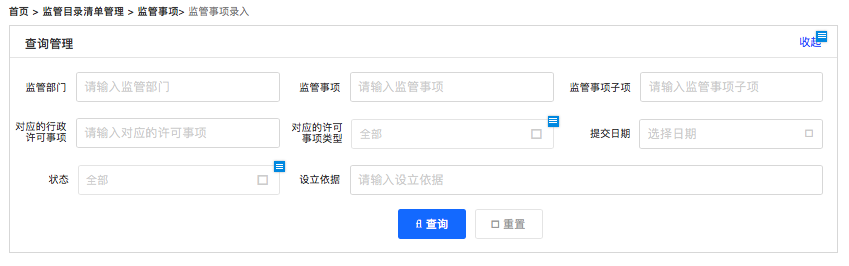 首页 > 监管目录清单管理 > 监管事项> 监管事项录入
查询管理
收起
监管部门
请输入监管部门
监管事项
请输入监管事项
监管事项子项
请输入监管事项子项
对应的行政
许可事项
请输入对应的许可事项
对应的许可
事项类型
全部
提交日期
选择日期
状态
全部
设立依据
请输入设立依据
查询
重置